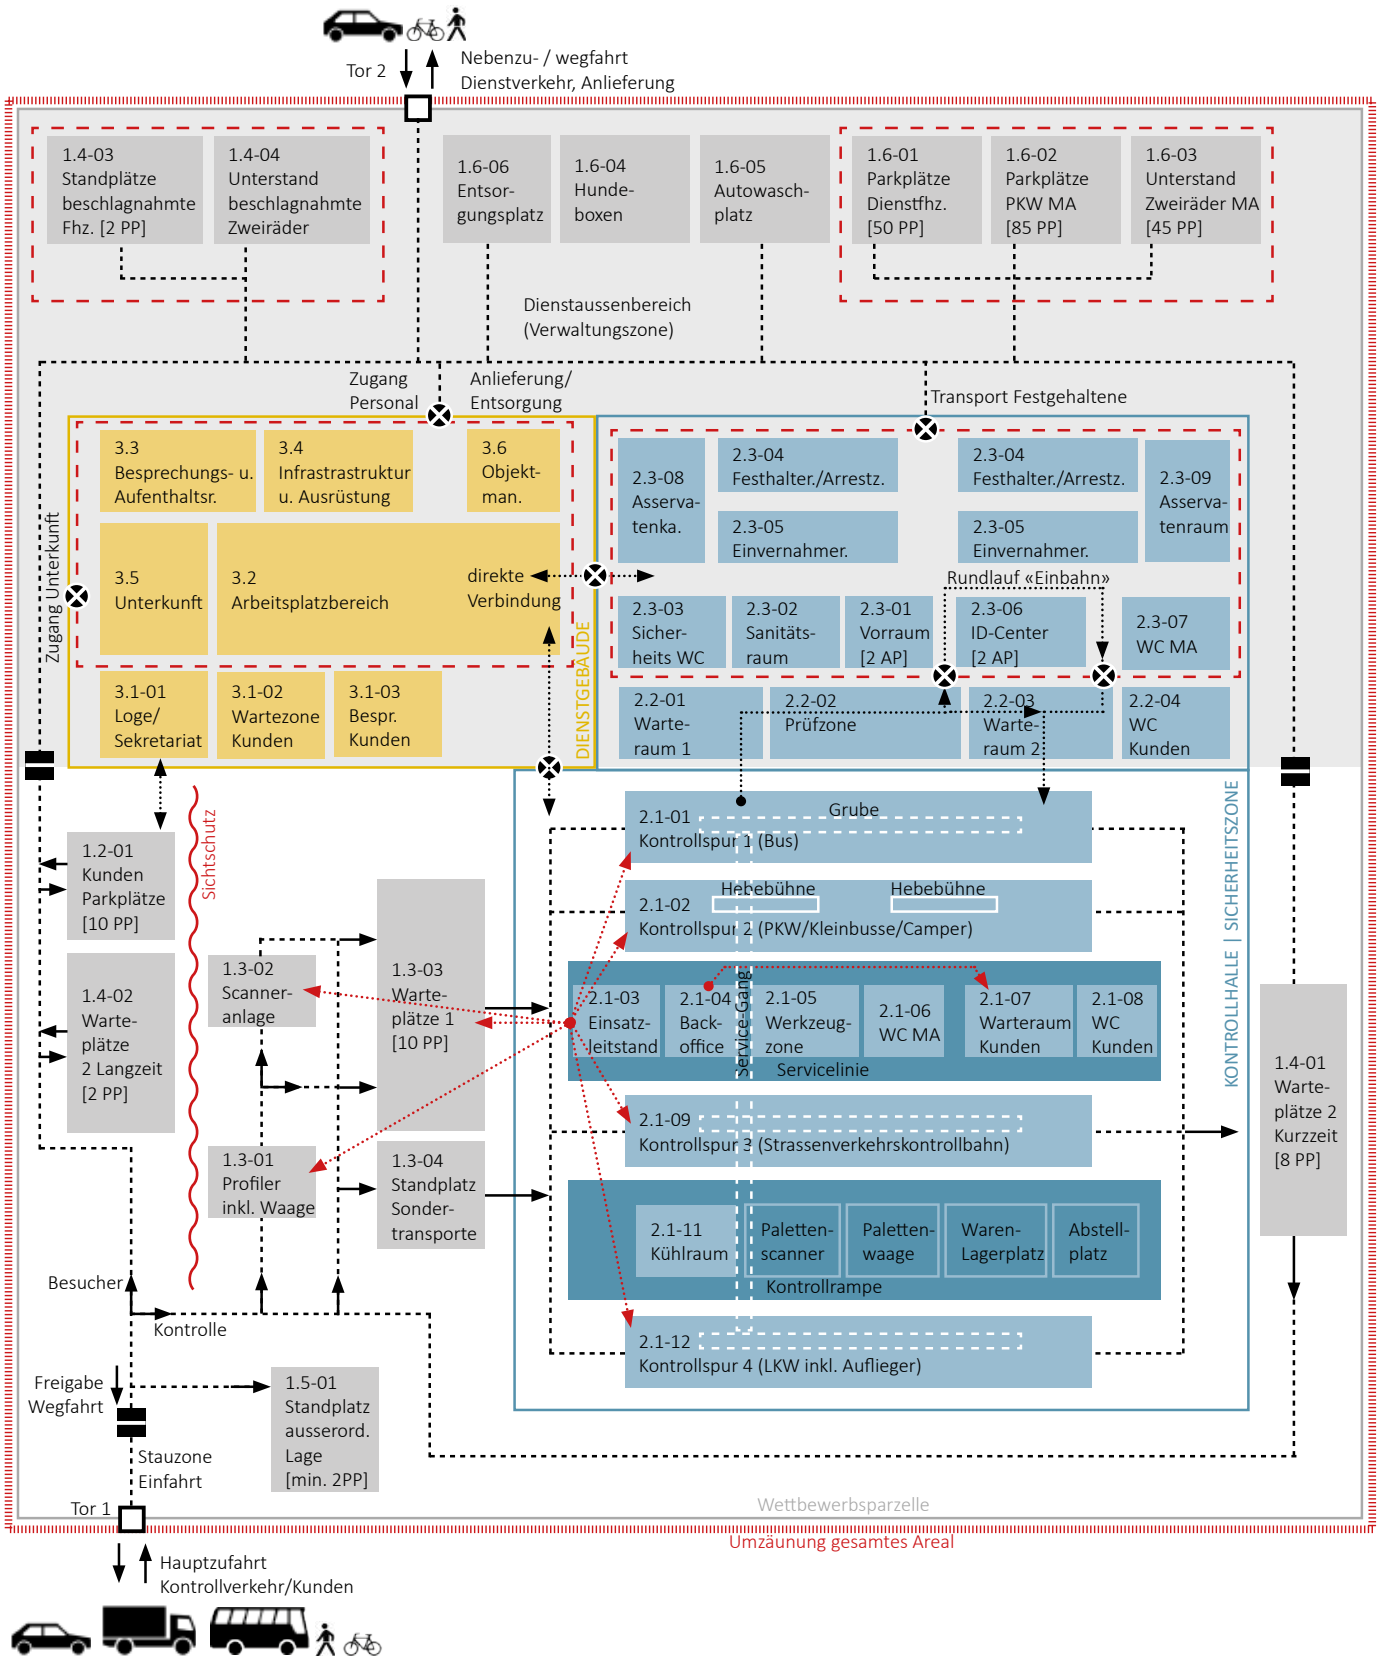 Tor 2
Nebenzu- / wegfahrt
Dienstverkehr, Anlieferung
1.4-03
Standplätze
beschlagnahmte
Fhz. [2 PP]
1.4-04
Unterstand
beschlagnahmte
Zweiräder
1.6-06
Entsor-
gungsplatz
1.6-04
Hunde-
boxen
1.6-05
Autowasch-
platz
1.6-01
Parkplätze
Dienstfhz.
[50 PP]
1.6-02
Parkplätze
PKW MA
[85 PP]
1.6-03
Unterstand
Zweiräder MA
[45 PP]
Dienstaussenbereich
(Verwaltungszone)
Zugang
Personal
Anlieferung/
Entsorgung
Transport Festgehaltene
Zugang Unterkunft
3.3
Besprechungs- u.
Aufenthaltsr.
3.4
Infrastrastruktur
u. Ausrüstung
3.6
Objekt-
man.
3.5
Unterkunft
3.2
Arbeitsplatzbereich
direkte
Verbindung
3.1-01
Loge/
Sekretariat
3.1-02
Wartezone
Kunden
3.1-03
Bespr.
Kunden
DIENSTGEBÄUDE
2.3-08
Asserva-
tenka.
2.3-04
Festhalter./Arrestz.
2.3-05
Einvernahmer.
2.3-04
Festhalter./Arrestz.
2.3-05
Einvernahmer.
2.3-09
Asserva-
tenraum
Rundlauf «Einbahn»
2.3-03
Sicher-
heits WC
2.3-02
Sanitäts-
raum
2.3-01
Vorraum
[2 AP]
2.3-06
ID-Center
[2 AP]
2.3-07
WC MA
2.2-01
Warte-
raum 1
2.2-02
Prüfzone
2.2-03
Warte-
raum 2
2.2-04
WC
Kunden
KONTROLLHALLE | SICHERHEITSZONE
2.1-01
Kontrollspur 1 (Bus)
Grube
2.1-02
Kontrollspur 2 (PKW/Kleinbusse/Camper)
Hebebühne
Hebebühne
2.1-03
Einsatz-
leitstand
2.1-04
Back-
office
Service-Gang
2.1-05
Werkzeug-
zone
2.1-06
WC MA
2.1-07
Warteraum
Kunden
2.1-08
WC
Kunden
Servicelinie
2.1-09
Kontrollspur 3 (Strassenverkehrskontrollbahn)
2.1-11
Kühlraum
Paletten-
scanner
Paletten-
waage
Waren-
Lagerplatz
Abstell-
platz
Kontrollrampe
2.1-12
Kontrollspur 4 (LKW inkl. Auflieger)
1.2-01
Kunden
Parkplätze
[10 PP]
Sichtschutz
1.4-02
Warte-
plätze
2 Langzeit
[2 PP]
1.3-02
Scanner-
anlage
1.3-03
Warte-
plätze 1
[10 PP]
1.3-01
Profiler
inkl. Waage
1.3-04
Standplatz
Sonder-
transporte
1.4-01
Warte-
plätze 2
Kurzzeit
[8 PP]
Besucher
Kontrolle
Freigabe
Wegfahrt
1.5-01
Standplatz
ausserord.
Lage
[min. 2PP]
Stauzone
Einfahrt
Tor 1
Wettbewerbsparzelle
Umzäunung gesamtes Areal
Hauptzufahrt
Kontrollverkehr/Kunden